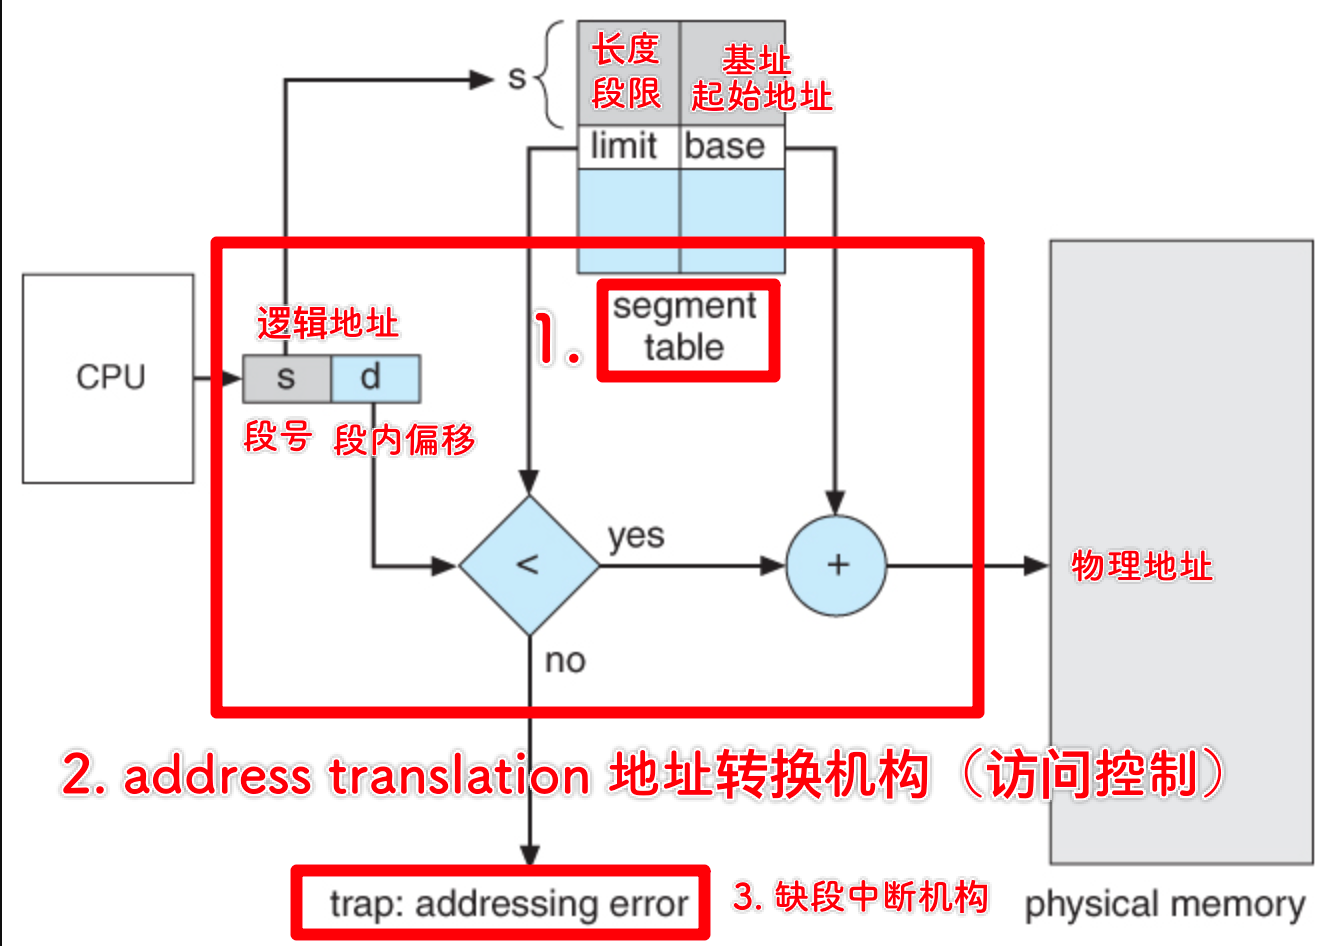 s
长度
段限
基址
起始地址
limit
base
1.
segment
table
CPU
逻辑地址
s
d
段号
段内偏移
<
yes
+
物理地址
no
2. address translation 地址转换机构（访问控制）
trap: addressing error
3. 缺段中断机构
physical memory